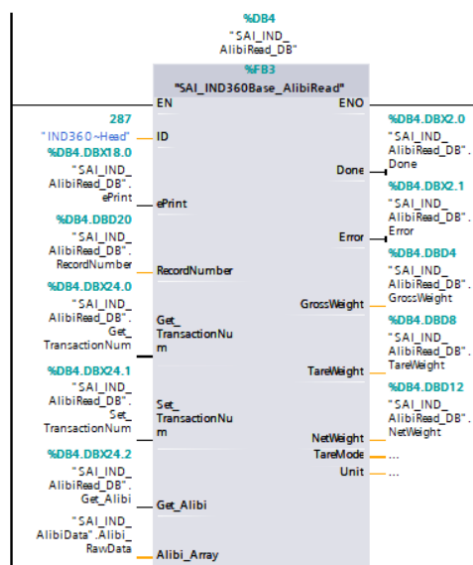 %DB4
"SAI_IND_
AlibiRead_DB"
%FB3
"SAI_IND360Base_AlibiRead"
EN
ENO
287
"IND360~Head"
ID
%DB4.DBX18.0
"SAI_IND_
AlibiRead_DB".
ePrint
ePrint
%DB4.DBD20
"SAI_IND_
AlibiRead_DB".
RecordNumber
RecordNumber
%DB4.DBX24.0
"SAI_IND_
AlibiRead_DB".
Get_
TransactionNum
Get_
TransactionNu
m
%DB4.DBX24.1
"SAI_IND_
AlibiRead_DB".
Set_
TransactionNum
Set_
TransactionNu
m
%DB4.DBX24.2
"SAI_IND_
AlibiRead_DB".
Get_Alibi
Get_Alibi
"SAI_IND_
AlibiData".Alibi_
RawData
Alibi_Array
%DB4.DBX2.0
"SAI_IND_
AlibiRead_DB".
Done
Done
%DB4.DBX2.1
"SAI_IND_
AlibiRead_DB".
Error
Error
%DB4.DBD4
"SAI_IND_
AlibiRead_DB".
GrossWeight
GrossWeight
%DB4.DBD8
"SAI_IND_
AlibiRead_DB".
TareWeight
TareWeight
%DB4.DBD12
"SAI_IND_
AlibiRead_DB".
NetWeight
NetWeight
TareMode ...
Unit ...